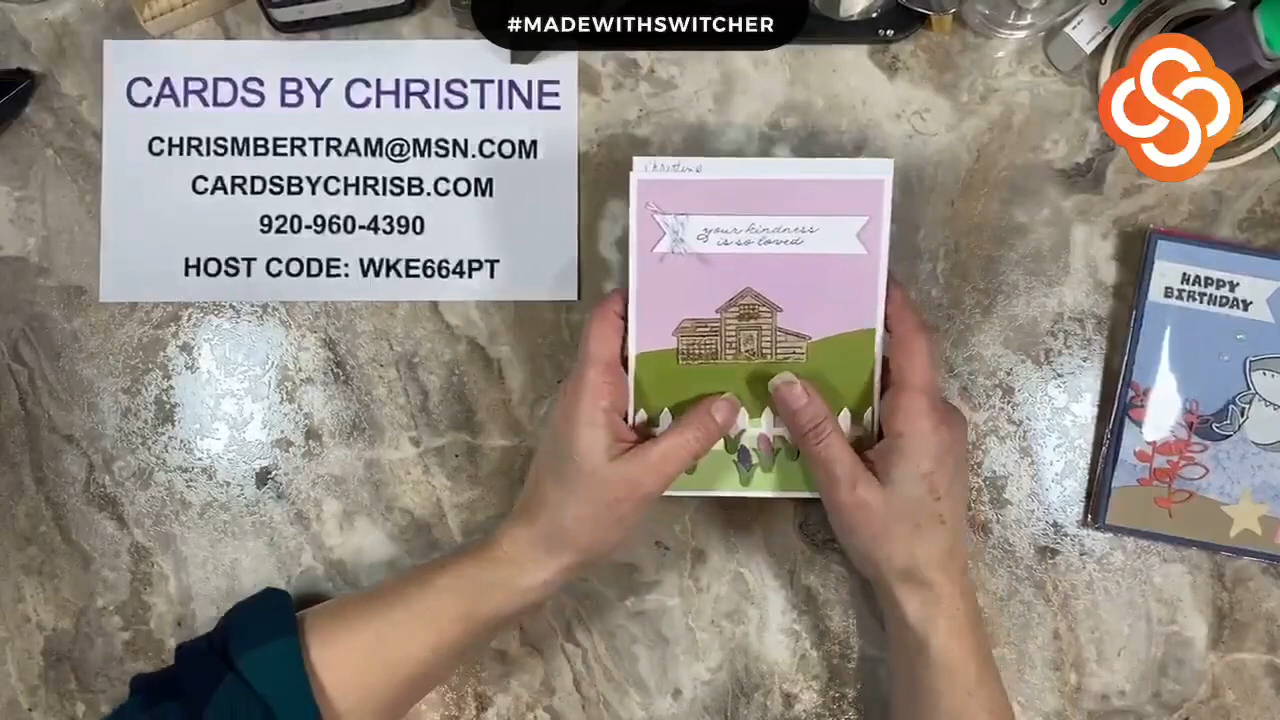 #MADEWITHSWITCHER
CARDS BY CHRISTINE
CHRISMBERTRAM@MSN.COM
CARDSBYCHRISB.COM
920-960-4390
HOST CODE: WKE664PT
your kindness
is so loved
HAPPY
BIRTHDAY